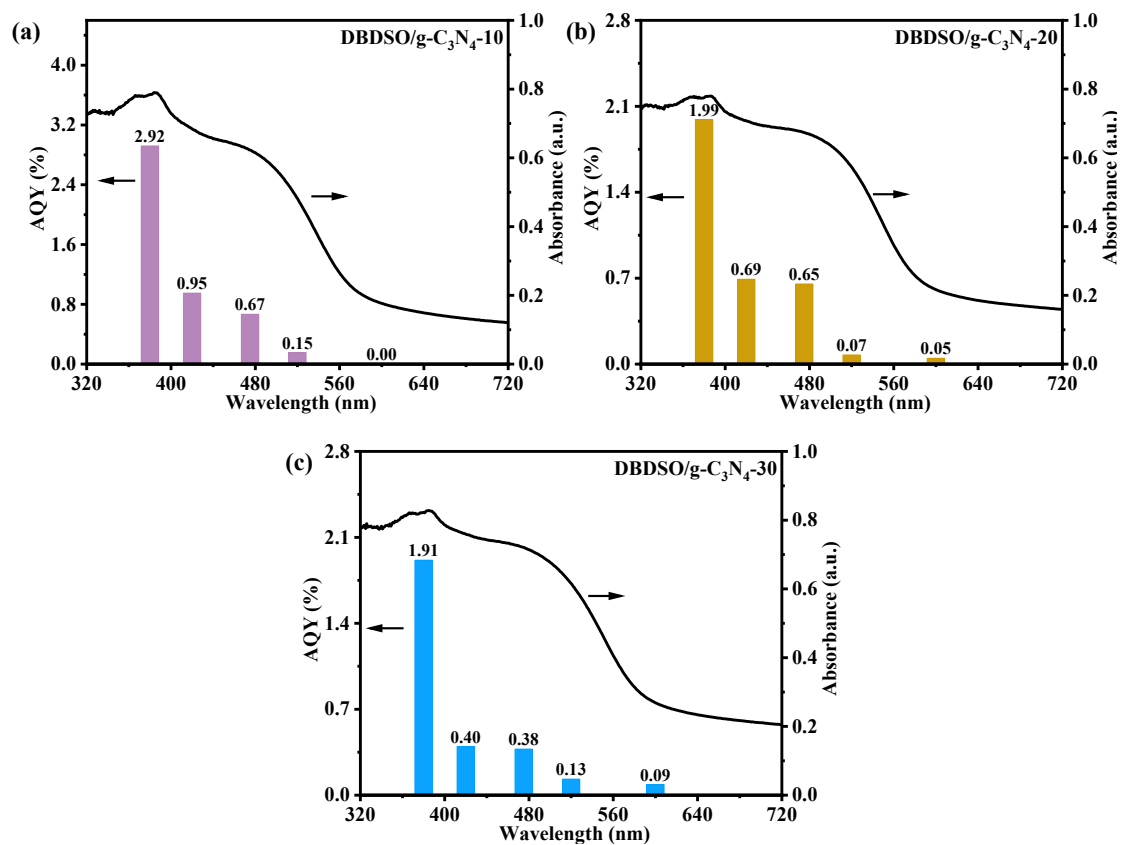 (a)
DBDSO/g-C₃N₄-10
4.0
3.2
2.4
1.6
0.8
0.0
AQY (%)
2.92
0.95
0.67
0.15
0.00
1.0
0.8
0.6
0.4
0.2
0.0
Absorbance (a.u.)
320 400 480 560 640 720
Wavelength (nm)
(b)
DBDSO/g-C₃N₄-20
2.8
2.1
1.4
0.7
0.0
AQY (%)
1.99
0.69
0.65
0.07
0.05
1.0
0.8
0.6
0.4
0.2
0.0
Absorbance (a.u.)
320 400 480 560 640 720
Wavelength (nm)
(c)
DBDSO/g-C₃N₄-30
2.8
2.1
1.4
0.7
0.0
AQY (%)
1.91
0.40
0.38
0.13
0.09
1.0
0.8
0.6
0.4
0.2
0.0
Absorbance (a.u.)
320 400 480 560 640 720
Wavelength (nm)